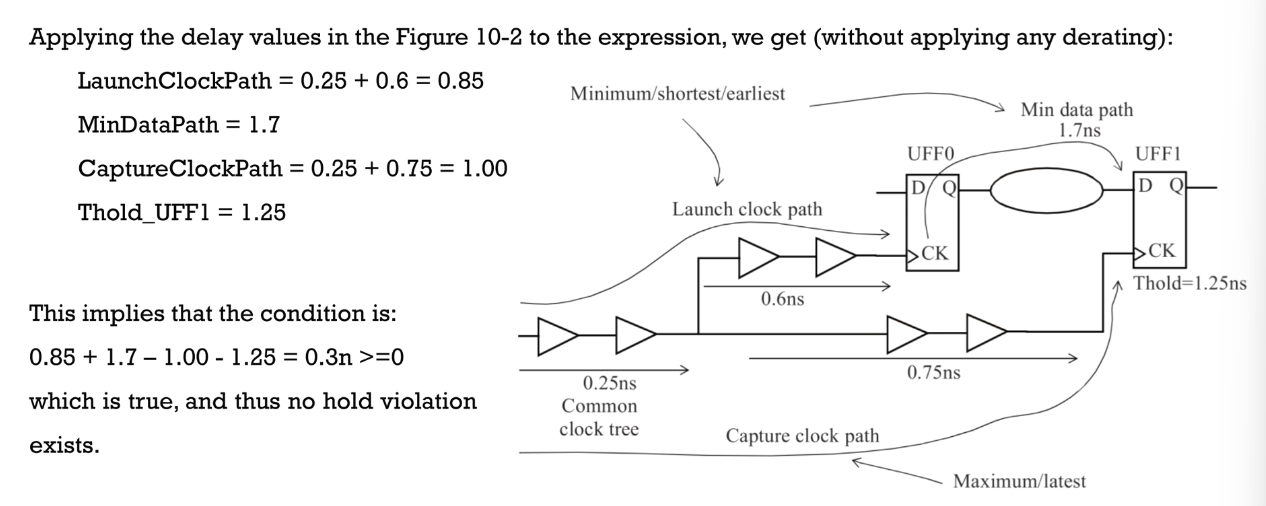 Applying the delay values in the Figure 10-2 to the expression, we get (without applying any derating):
LaunchClockPath = 0.25 + 0.6 = 0.85
MinDataPath = 1.7
CaptureClockPath = 0.25 + 0.75 = 1.00
Thold_UFF1 = 1.25
This implies that the condition is:
0.85 + 1.7 – 1.00 - 1.25 = 0.3n >=0
which is true, and thus no hold violation
exists.
Minimum/shortest/earliest
Min data path
1.7ns
UFF0
UFF1
D Q
D Q
Launch clock path
CK
CK
Thold=1.25ns
0.6ns
0.75ns
0.25ns
Common
clock tree
Capture clock path
Maximum/latest